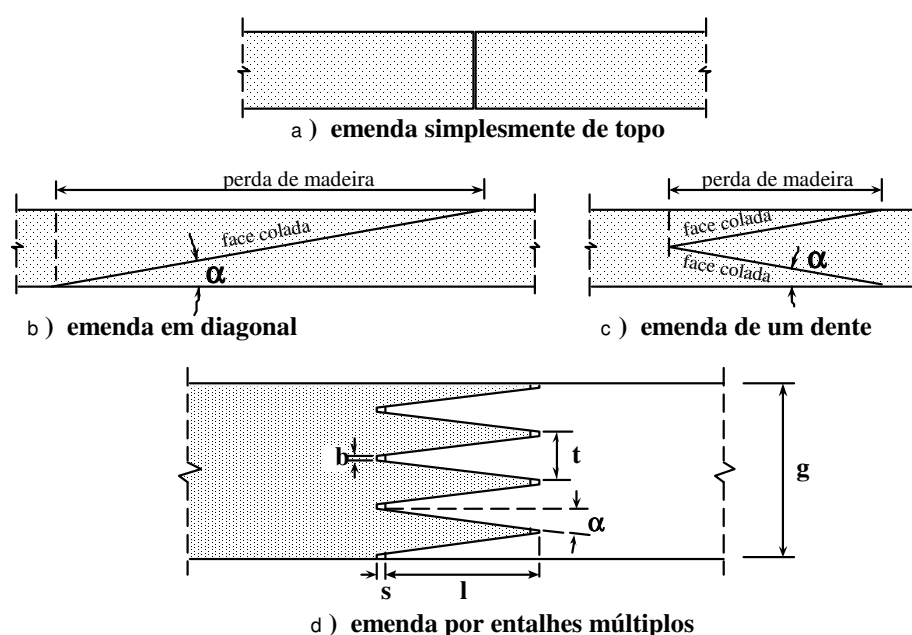 a ) emenda simplesmente de topo
perda de madeira
face colada
α
b ) emenda em diagonal
perda de madeira
face colada
face colada
α
c ) emenda de um dente
b
t
g
α
s
l
d ) emenda por entalhes múltiplos